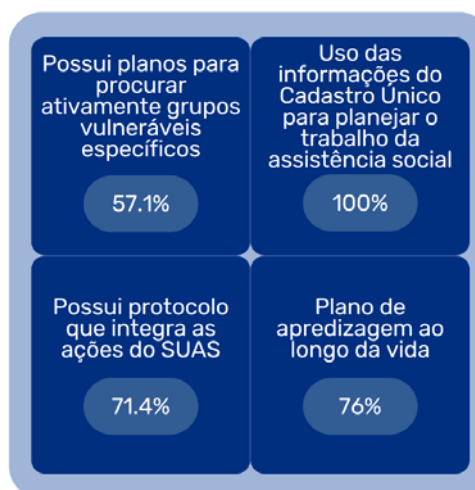 Possui planos para
procurar
ativamente grupos
vulneráveis
específicos
57.1%
Uso das
informações do
Cadastro Único
para planejar o
trabalho da
assistência social
100%
Possui protocolo
que integra as
ações do SUAS
71.4%
Plano de
apredizagem ao
longo da vida
76%